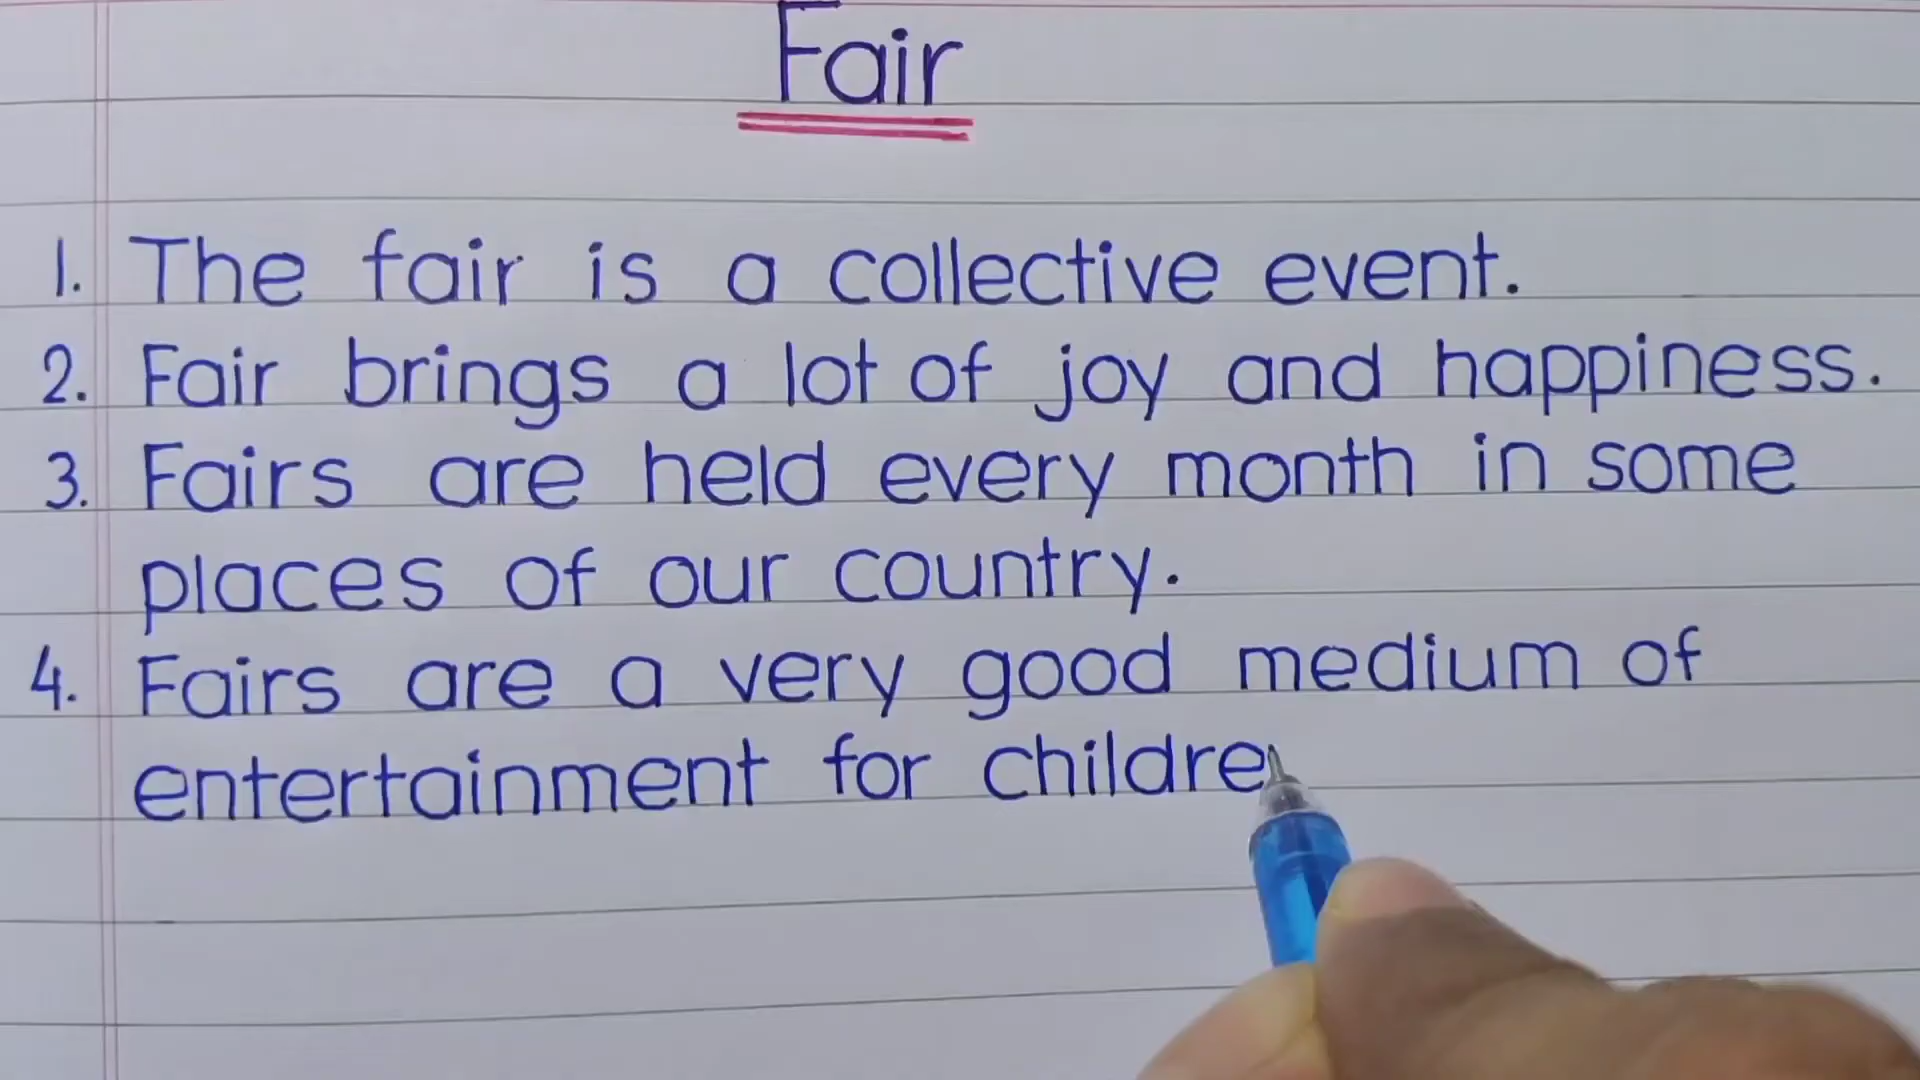 Fair
1. The fair is a collective event.
2. Fair brings a lot of joy and happiness.
3. Fairs are held every month in some
places of our country.
4. Fairs are a very good medium of
entertainment for childre